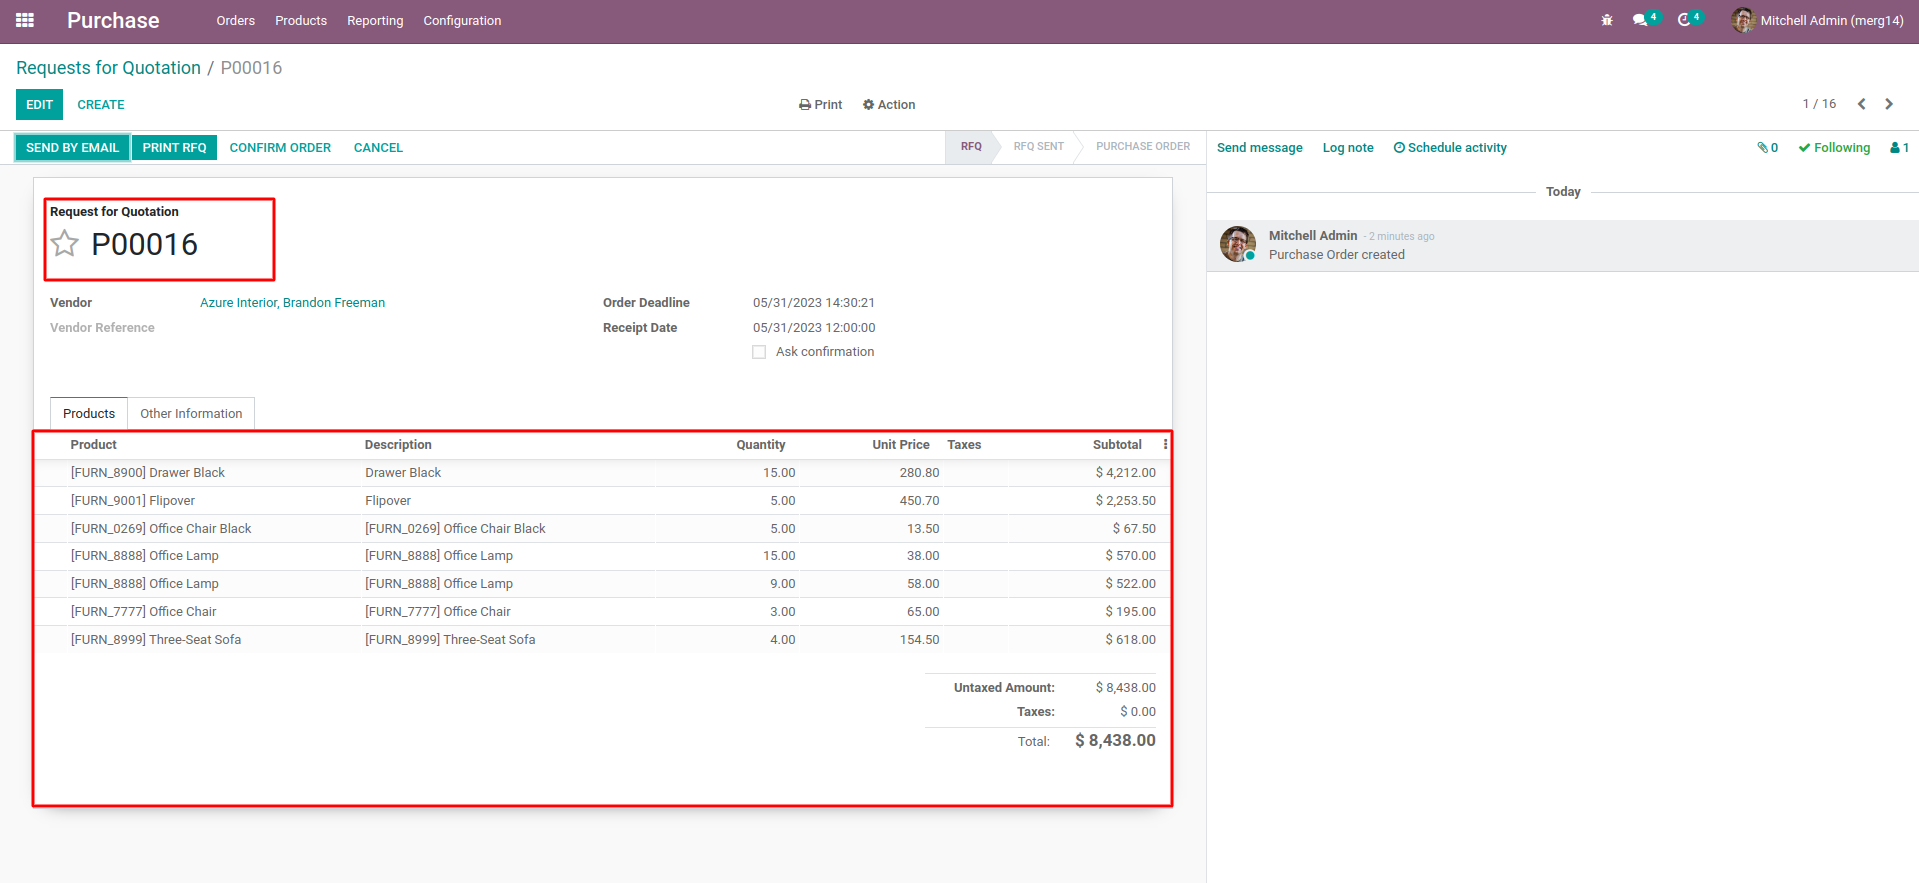 Purchase Orders Products Reporting Configuration 4 4 Mitchell Admin (merg14)
Requests for Quotation / P00016
EDIT CREATE Print Action 1 / 16
SEND BY EMAIL PRINT RFQ CONFIRM ORDER CANCEL RFQ RFQ SENT PURCHASE ORDER
Send message Log note Schedule activity 0 Following 1
Request for Quotation
P00016
Vendor Azure Interior, Brandon Freeman Order Deadline 05/31/2023 14:30:21
Vendor Reference Receipt Date 05/31/2023 12:00:00
Ask confirmation
Products Other Information
Product Description Quantity Unit Price Taxes Subtotal
[FURN_8900] Drawer Black Drawer Black 15.00 280.80 $ 4,212.00
[FURN_9001] Flipover Flipover 5.00 450.70 $ 2,253.50
[FURN_0269] Office Chair Black [FURN_0269] Office Chair Black 5.00 13.50 $ 67.50
[FURN_8888] Office Lamp [FURN_8888] Office Lamp 15.00 38.00 $ 570.00
[FURN_8888] Office Lamp [FURN_8888] Office Lamp 9.00 58.00 $ 522.00
[FURN_7777] Office Chair [FURN_7777] Office Chair 3.00 65.00 $ 195.00
[FURN_8999] Three-Seat Sofa [FURN_8999] Three-Seat Sofa 4.00 154.50 $ 618.00
Untaxed Amount: $ 8,438.00
Taxes: $ 0.00
Total: $ 8,438.00
Today
Mitchell Admin - 2 minutes ago
Purchase Order created